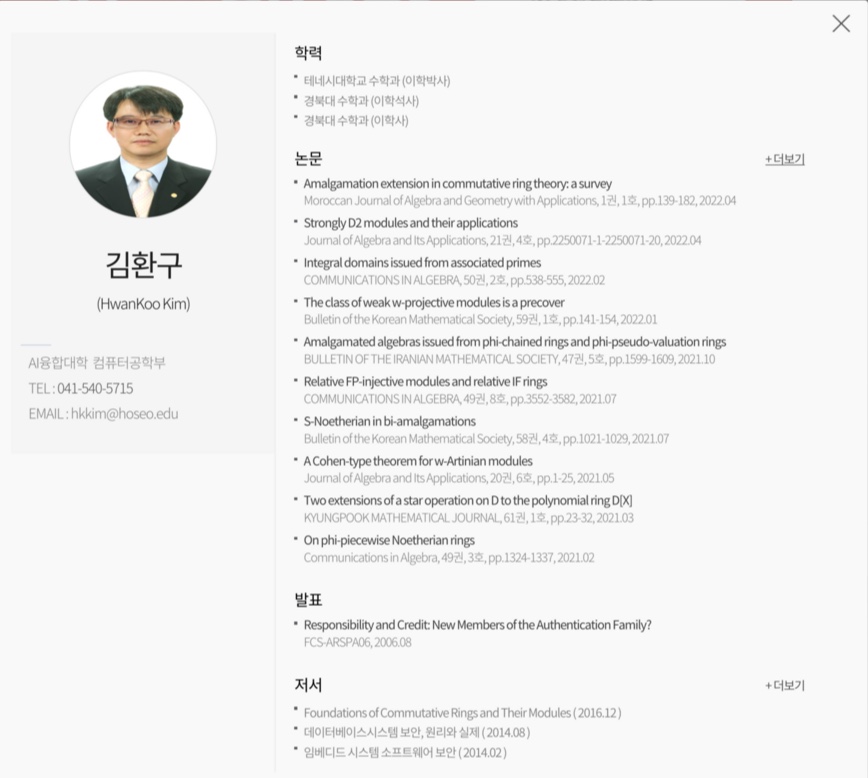 김환구
(HwanKoo Kim)
AI융합대학 컴퓨터공학부
TEL : 041-540-5715
EMAIL : hkkim@hoseo.edu
학력
테네시대학교 수학과 (이학박사)
경북대 수학과 (이학석사)
경북대 수학과 (이학사)
논문
+ 더보기
Amalgamation extension in commutative ring theory: a survey
Moroccan Journal of Algebra and Geometry with Applications, 1권, 1호, pp.139-182, 2022.04
Strongly D2 modules and their applications
Journal of Algebra and Its Applications, 21권, 4호, pp.2250071-1-2250071-20, 2022.04
Integral domains issued from associated primes
COMMUNICATIONS IN ALGEBRA, 50권, 2호, pp.538-555, 2022.02
The class of weak w-projective modules is a precover
Bulletin of the Korean Mathematical Society, 59권, 1호, pp.141-154, 2022.01
Amalgamated algebras issued from phi-chained rings and phi-pseudo-valuation rings
BULLETIN OF THE IRANIAN MATHEMATICAL SOCIETY, 47권, 5호, pp.1599-1609, 2021.10
Relative FP-injective modules and relative IF rings
COMMUNICATIONS IN ALGEBRA, 49권, 8호, pp.3552-3582, 2021.07
S-Noetherian in bi-amalgamations
Bulletin of the Korean Mathematical Society, 58권, 4호, pp.1021-1029, 2021.07
A Cohen-type theorem for w-Artinian modules
Journal of Algebra and Its Applications, 20권, 6호, pp.1-25, 2021.05
Two extensions of a star operation on D to the polynomial ring D[X]
KYUNGPOOK MATHEMATICAL JOURNAL, 61권, 1호, pp.23-32, 2021.03
On phi-piecewise Noetherian rings
Communications in Algebra, 49권, 3호, pp.1324-1337, 2021.02
발표
Responsibility and Credit: New Members of the Authentication Family?
FCS-ARSPA06, 2006.08
저서
+ 더보기
Foundations of Commutative Rings and Their Modules ( 2016.12 )
데이터베이스시스템 보안, 원리와 실제 ( 2014.08 )
임베디드 시스템 소프트웨어 보안 ( 2014.02 )